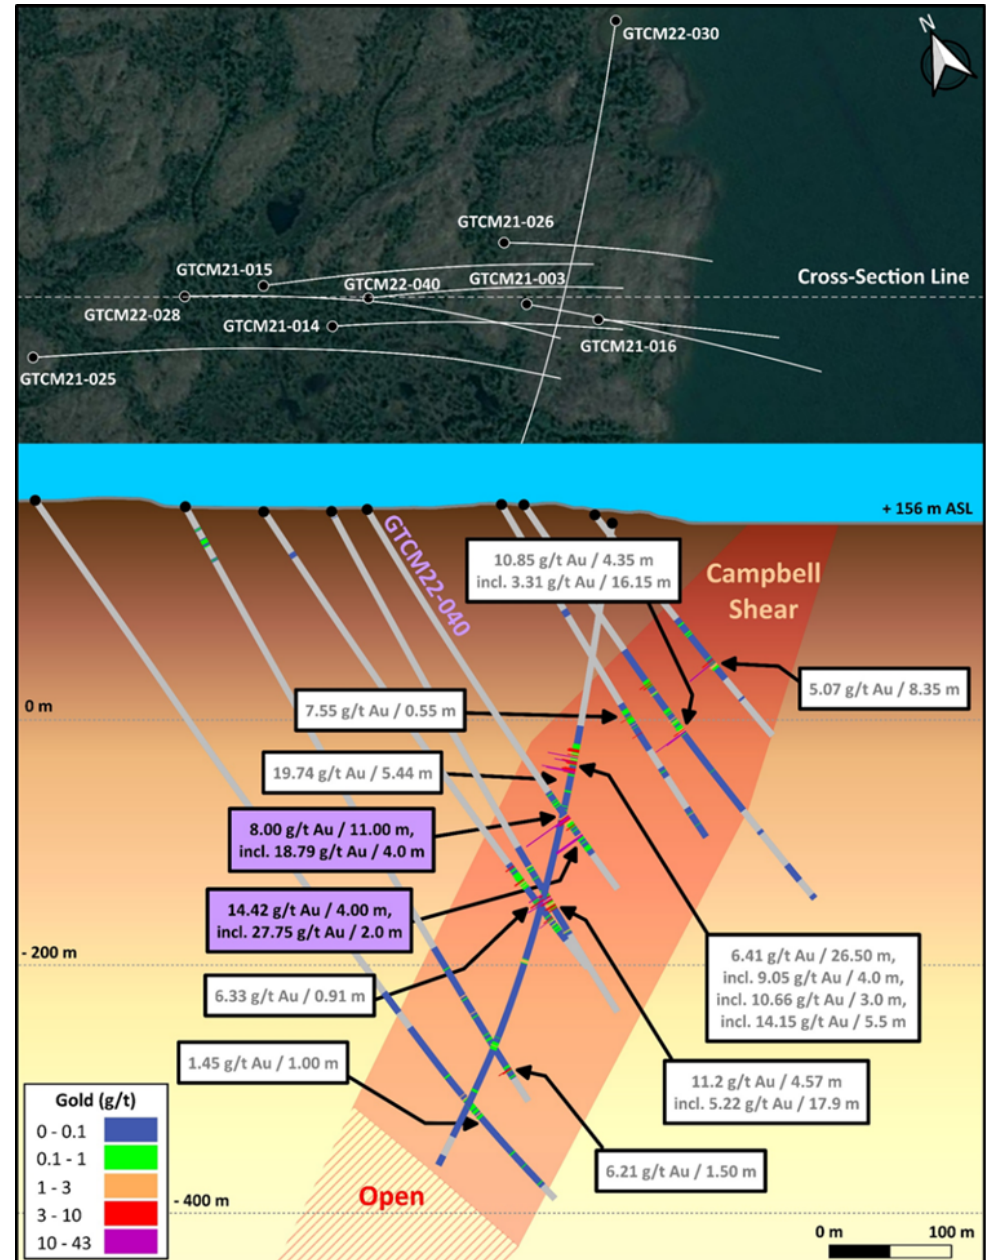 N
GTCM22-030
GTCM21-026
GTCM21-015
GTCM22-040
GTCM21-003
Cross-Section Line
GTCM22-028
GTCM21-014
GTCM21-016
GTCM21-025
+ 156 m ASL
GTCM22-040
10.85 g/t Au / 4.35 m
incl. 3.31 g/t Au / 16.15 m
Campbell
Shear
5.07 g/t Au / 8.35 m
0 m
7.55 g/t Au / 0.55 m
19.74 g/t Au / 5.44 m
8.00 g/t Au / 11.00 m,
incl. 18.79 g/t Au / 4.0 m
14.42 g/t Au / 4.00 m,
incl. 27.75 g/t Au / 2.0 m
- 200 m
6.41 g/t Au / 26.50 m,
incl. 9.05 g/t Au / 4.0 m,
incl. 10.66 g/t Au / 3.0 m,
incl. 14.15 g/t Au / 5.5 m
6.33 g/t Au / 0.91 m
1.45 g/t Au / 1.00 m
11.2 g/t Au / 4.57 m
incl. 5.22 g/t Au / 17.9 m
6.21 g/t Au / 1.50 m
Gold (g/t)
0 - 0.1
0.1 - 1
1 - 3
3 - 10
10 - 43
Open
- 400 m
0 m
100 m